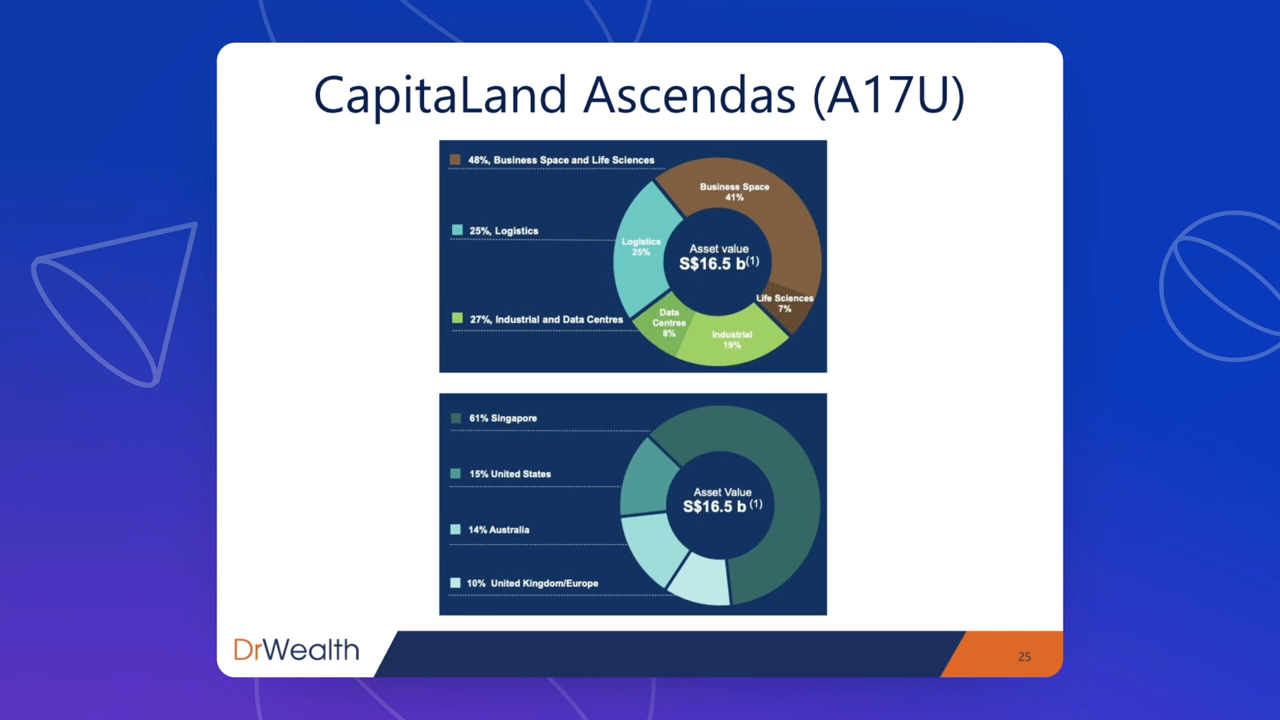 CapitaLand Ascendas (A17U)
48%, Business Space and Life Sciences
25%, Logistics
27%, Industrial and Data Centres
Business Space
41%
Logistics
25%
Asset value
S$16.5 b(1)
Life Sciences
7%
Data
Centres
8%
Industrial
19%
61% Singapore
15% United States
14% Australia
10% United Kingdom/Europe
Asset Value
S$16.5 b (1)
DrWealth
25